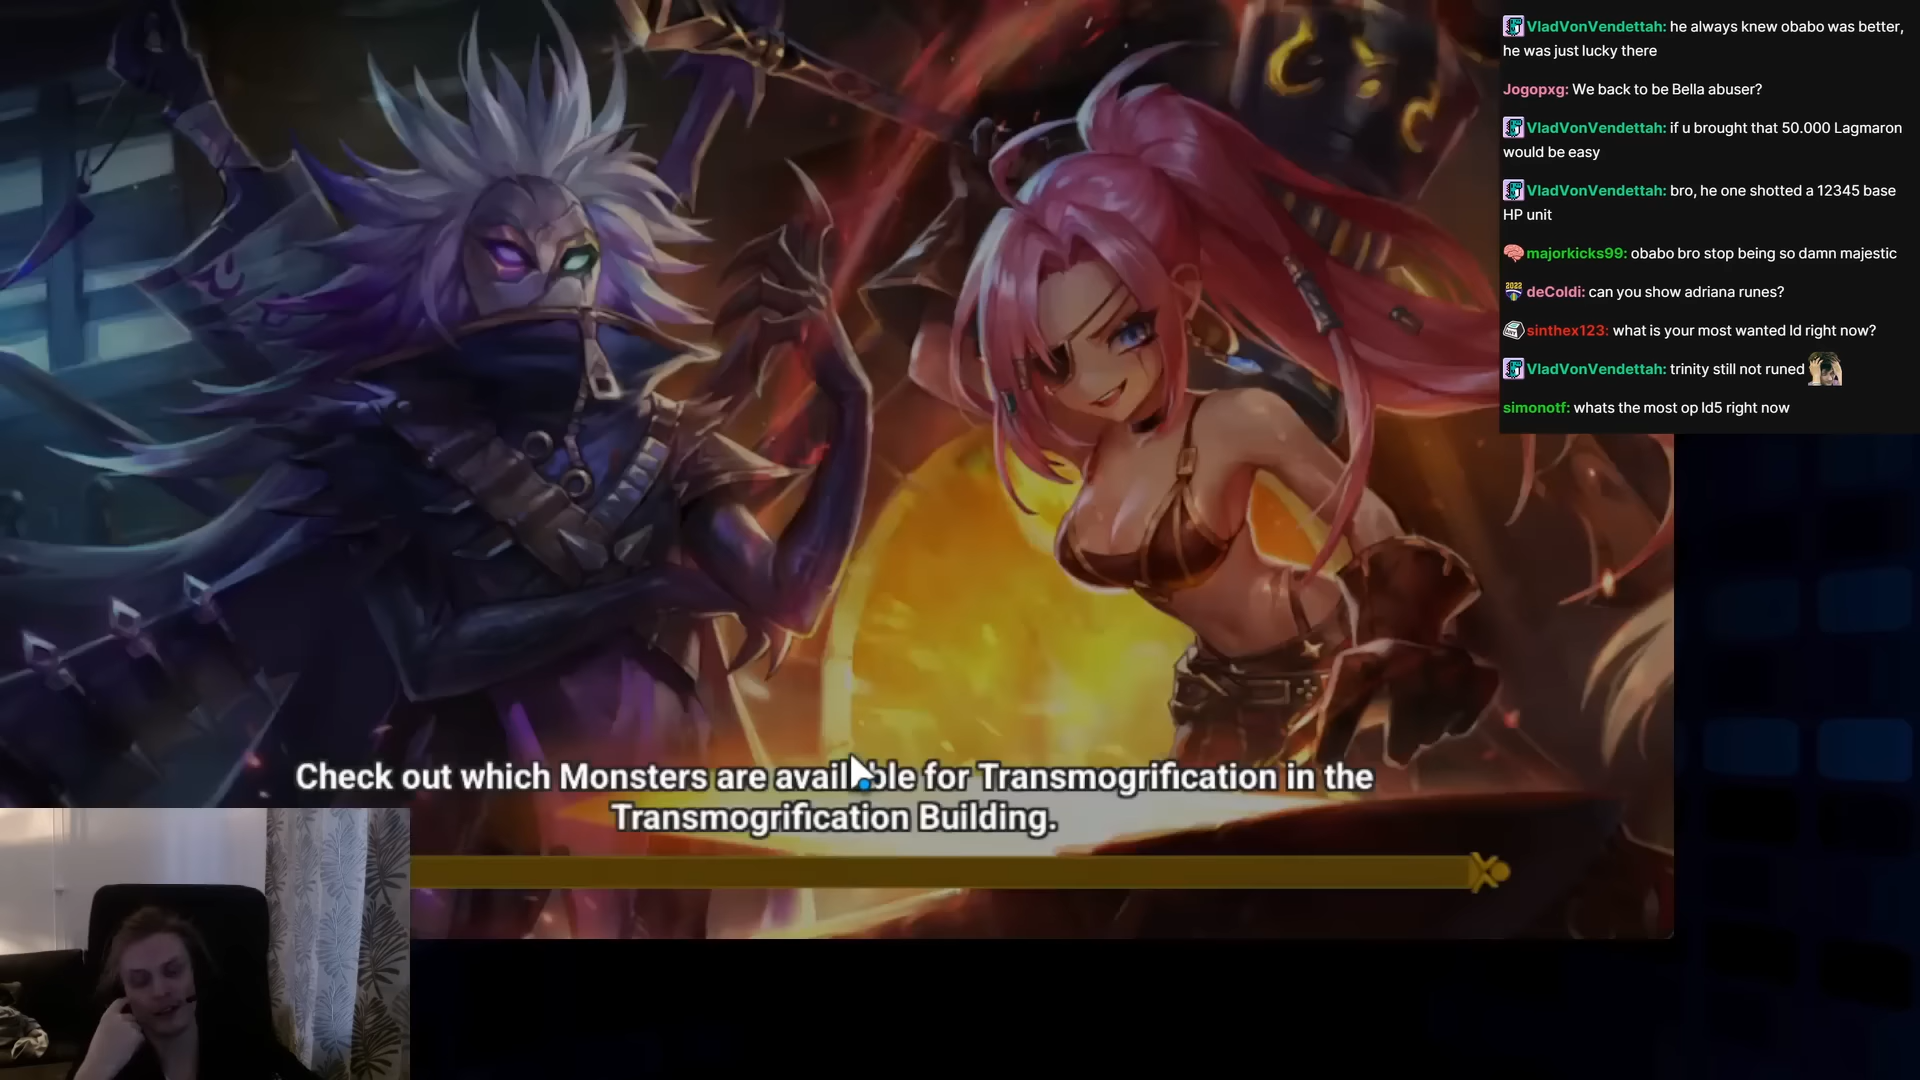 VladVonVendettah: he always knew obabo was better,
he was just lucky there
Jogopxg: We back to be Bella abuser?
VladVonVendettah: if u brought that 50.000 Lagmaron
would be easy
VladVonVendettah: bro, he one shotted a 12345 base
HP unit
majorkicks99: obabo bro stop being so damn majestic
2022
deColdi: can you show adriana runes?
sinthex123: what is your most wanted ld right now?
VladVonVendettah: trinity still not runed
simonotf: whats the most op ld5 right now
Check out which Monsters are available for Transmogrification in the
Transmogrification Building.